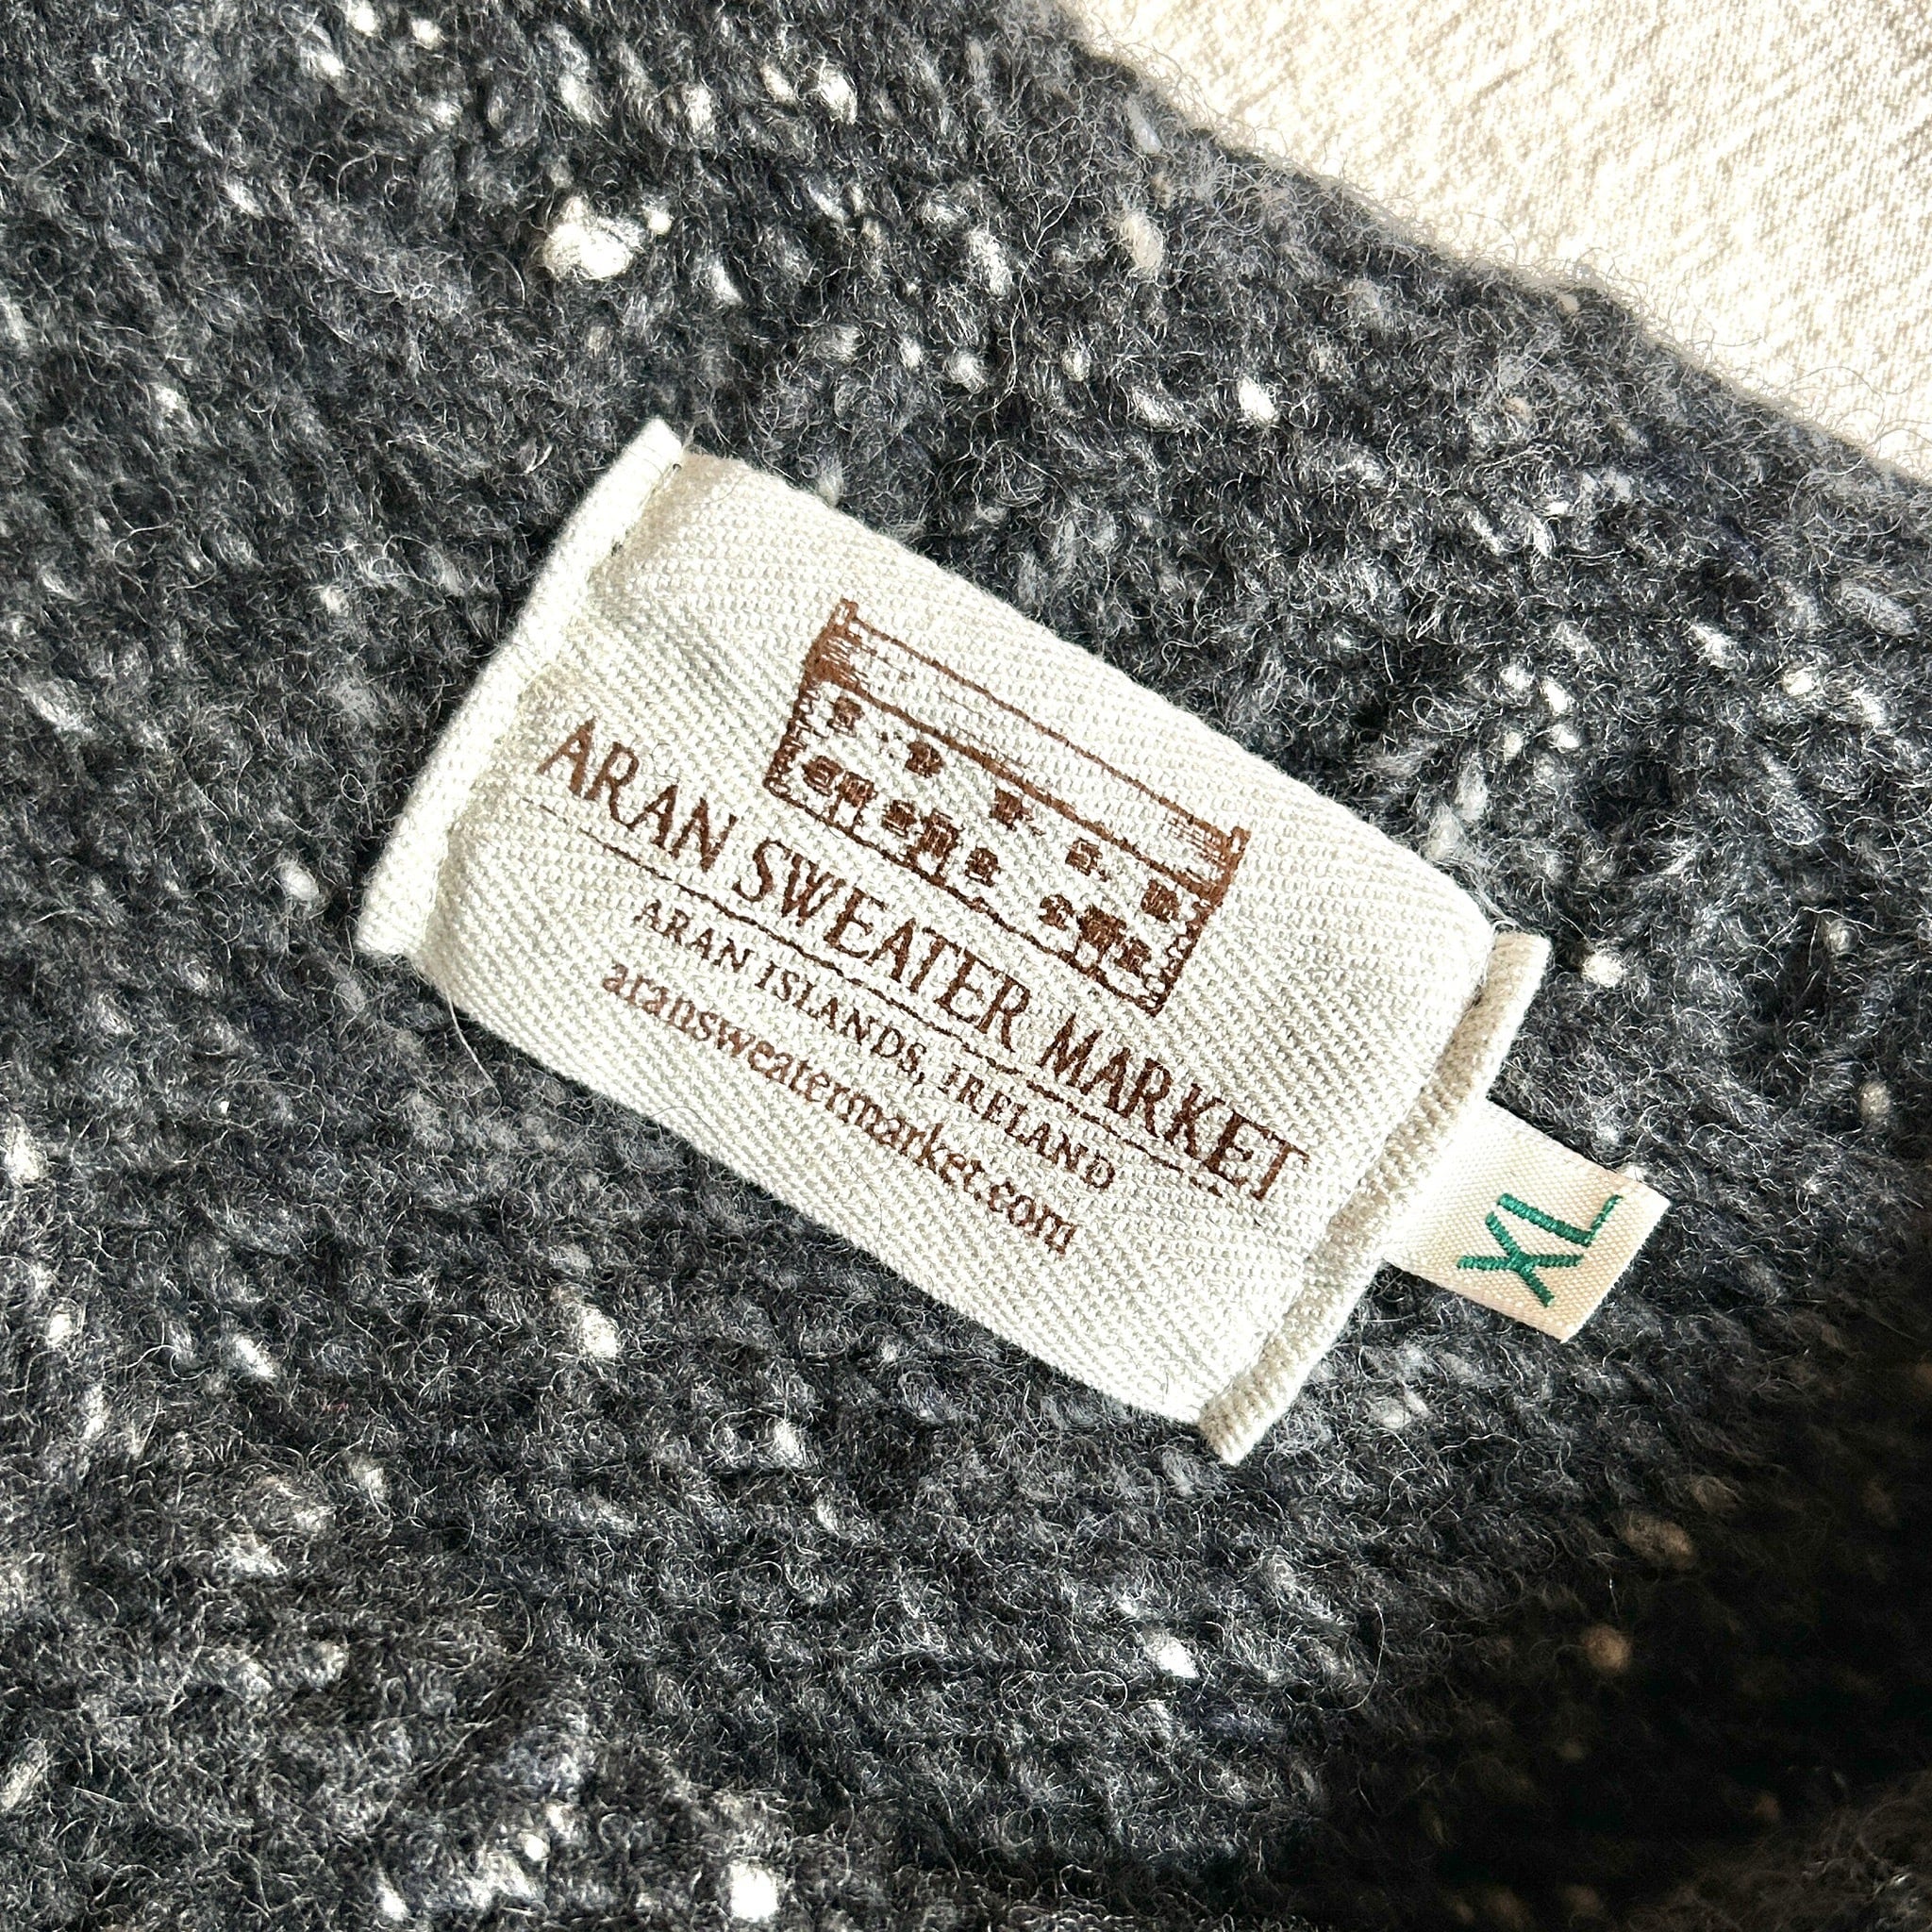 ARAN SWEATER MARKET
ARAN ISLANDS, IRELAND
aransweatermarket.com
XL